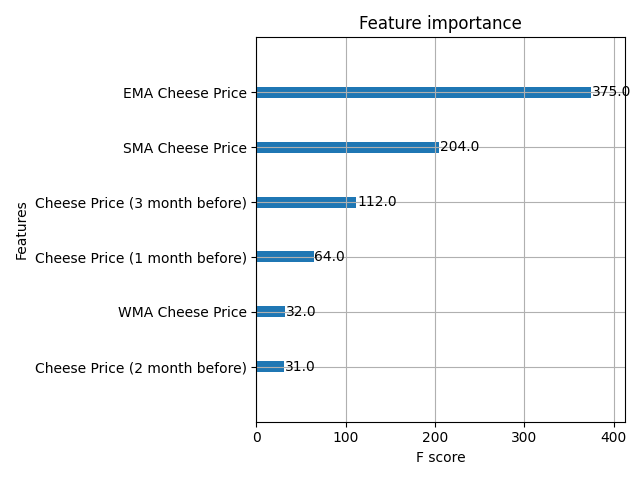 Feature importance
Features
EMA Cheese Price
375.0
SMA Cheese Price
204.0
Cheese Price (3 month before)
112.0
Cheese Price (1 month before)
64.0
WMA Cheese Price
32.0
Cheese Price (2 month before)
31.0
0 100 200 300 400
F score